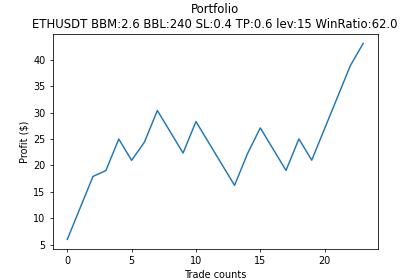 Portfolio
ETHUSDT BBM:2.6 BBL:240 SL:0.4 TP:0.6 lev:15 WinRatio:62.0
40
35
30
25
20
15
10
5
Profit ($)
0 5 10 15 20
Trade counts